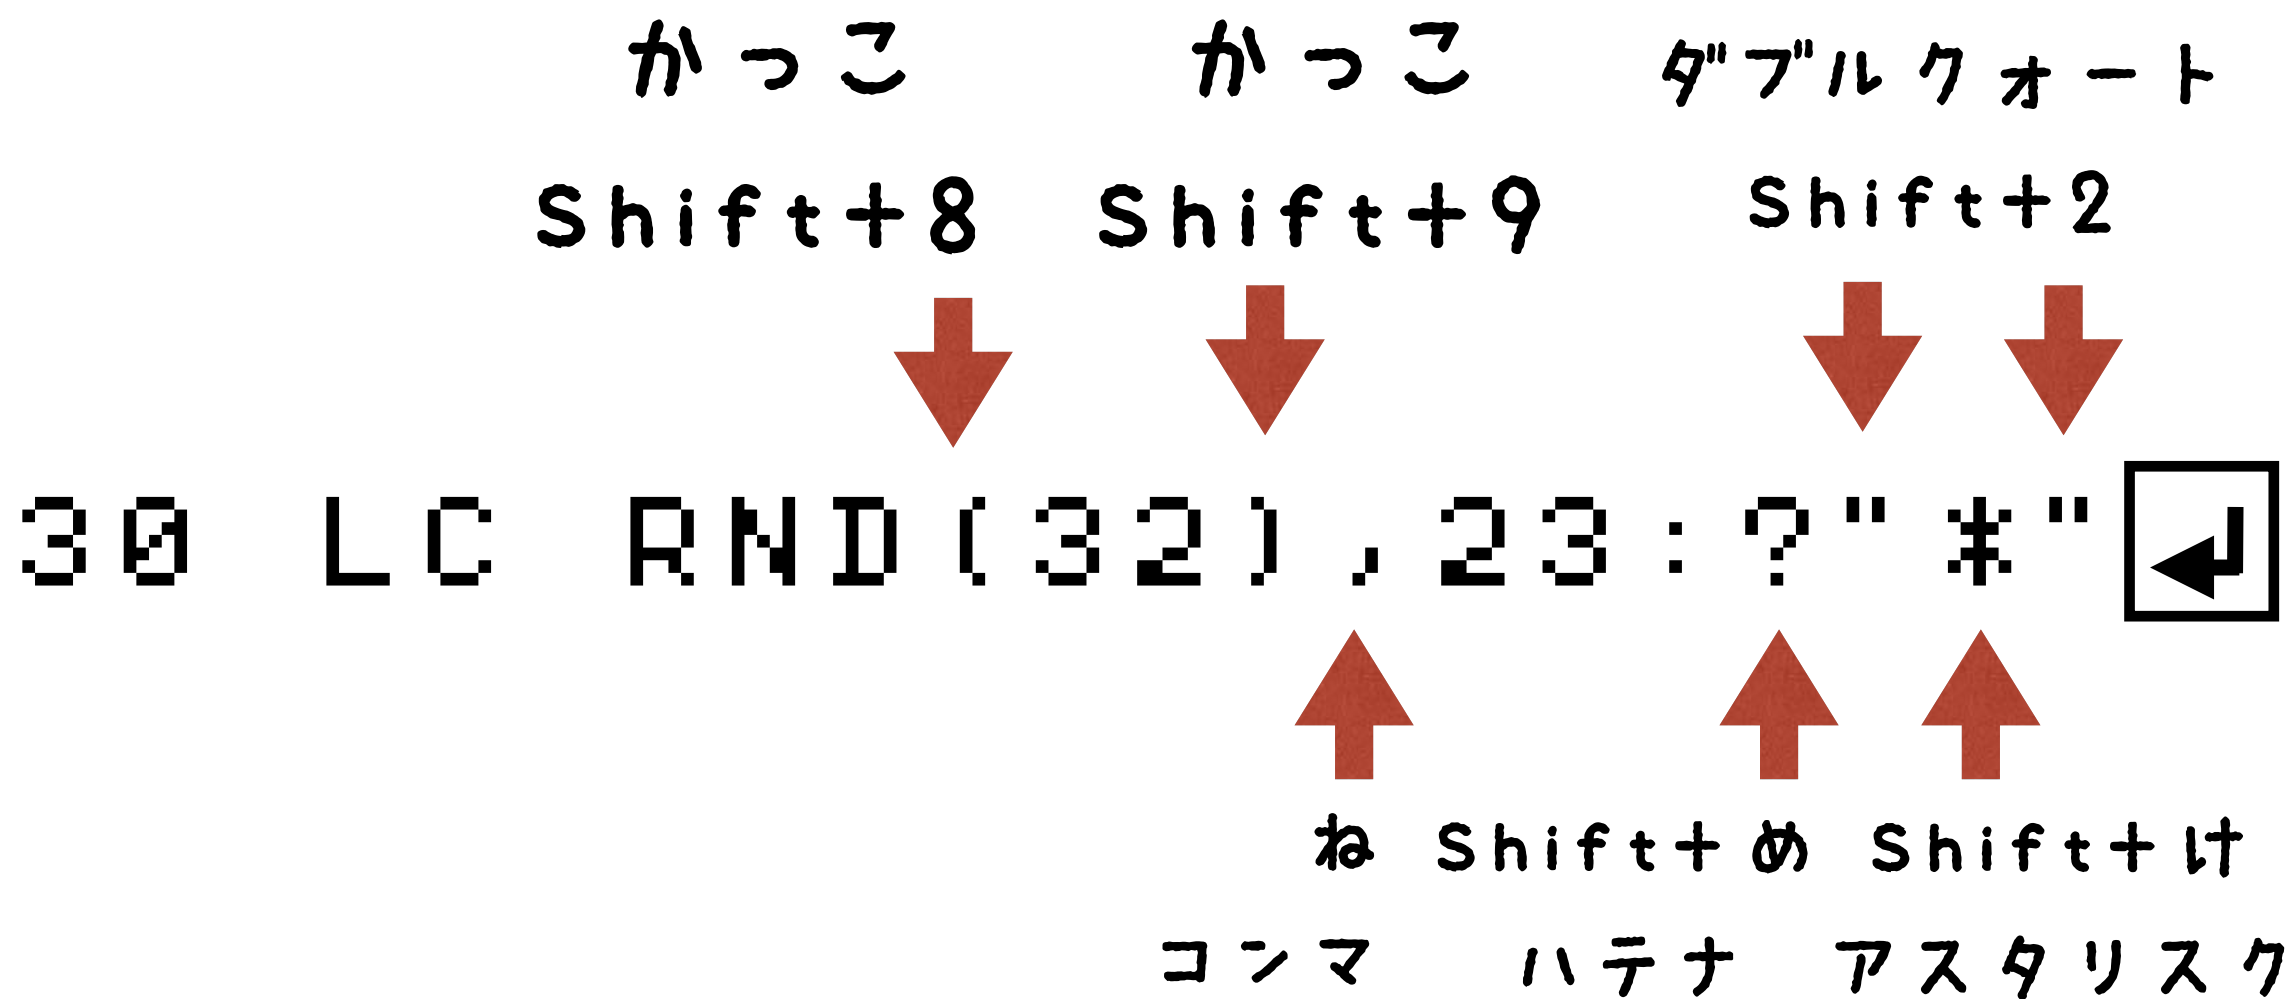 かっこ かっこ ダブルクォート
Shift+8 Shift+9 Shift+2
30 LC RND(32),23:?"*"
ね Shift+め Shift+け
コンマ ハテナ アスタリスク